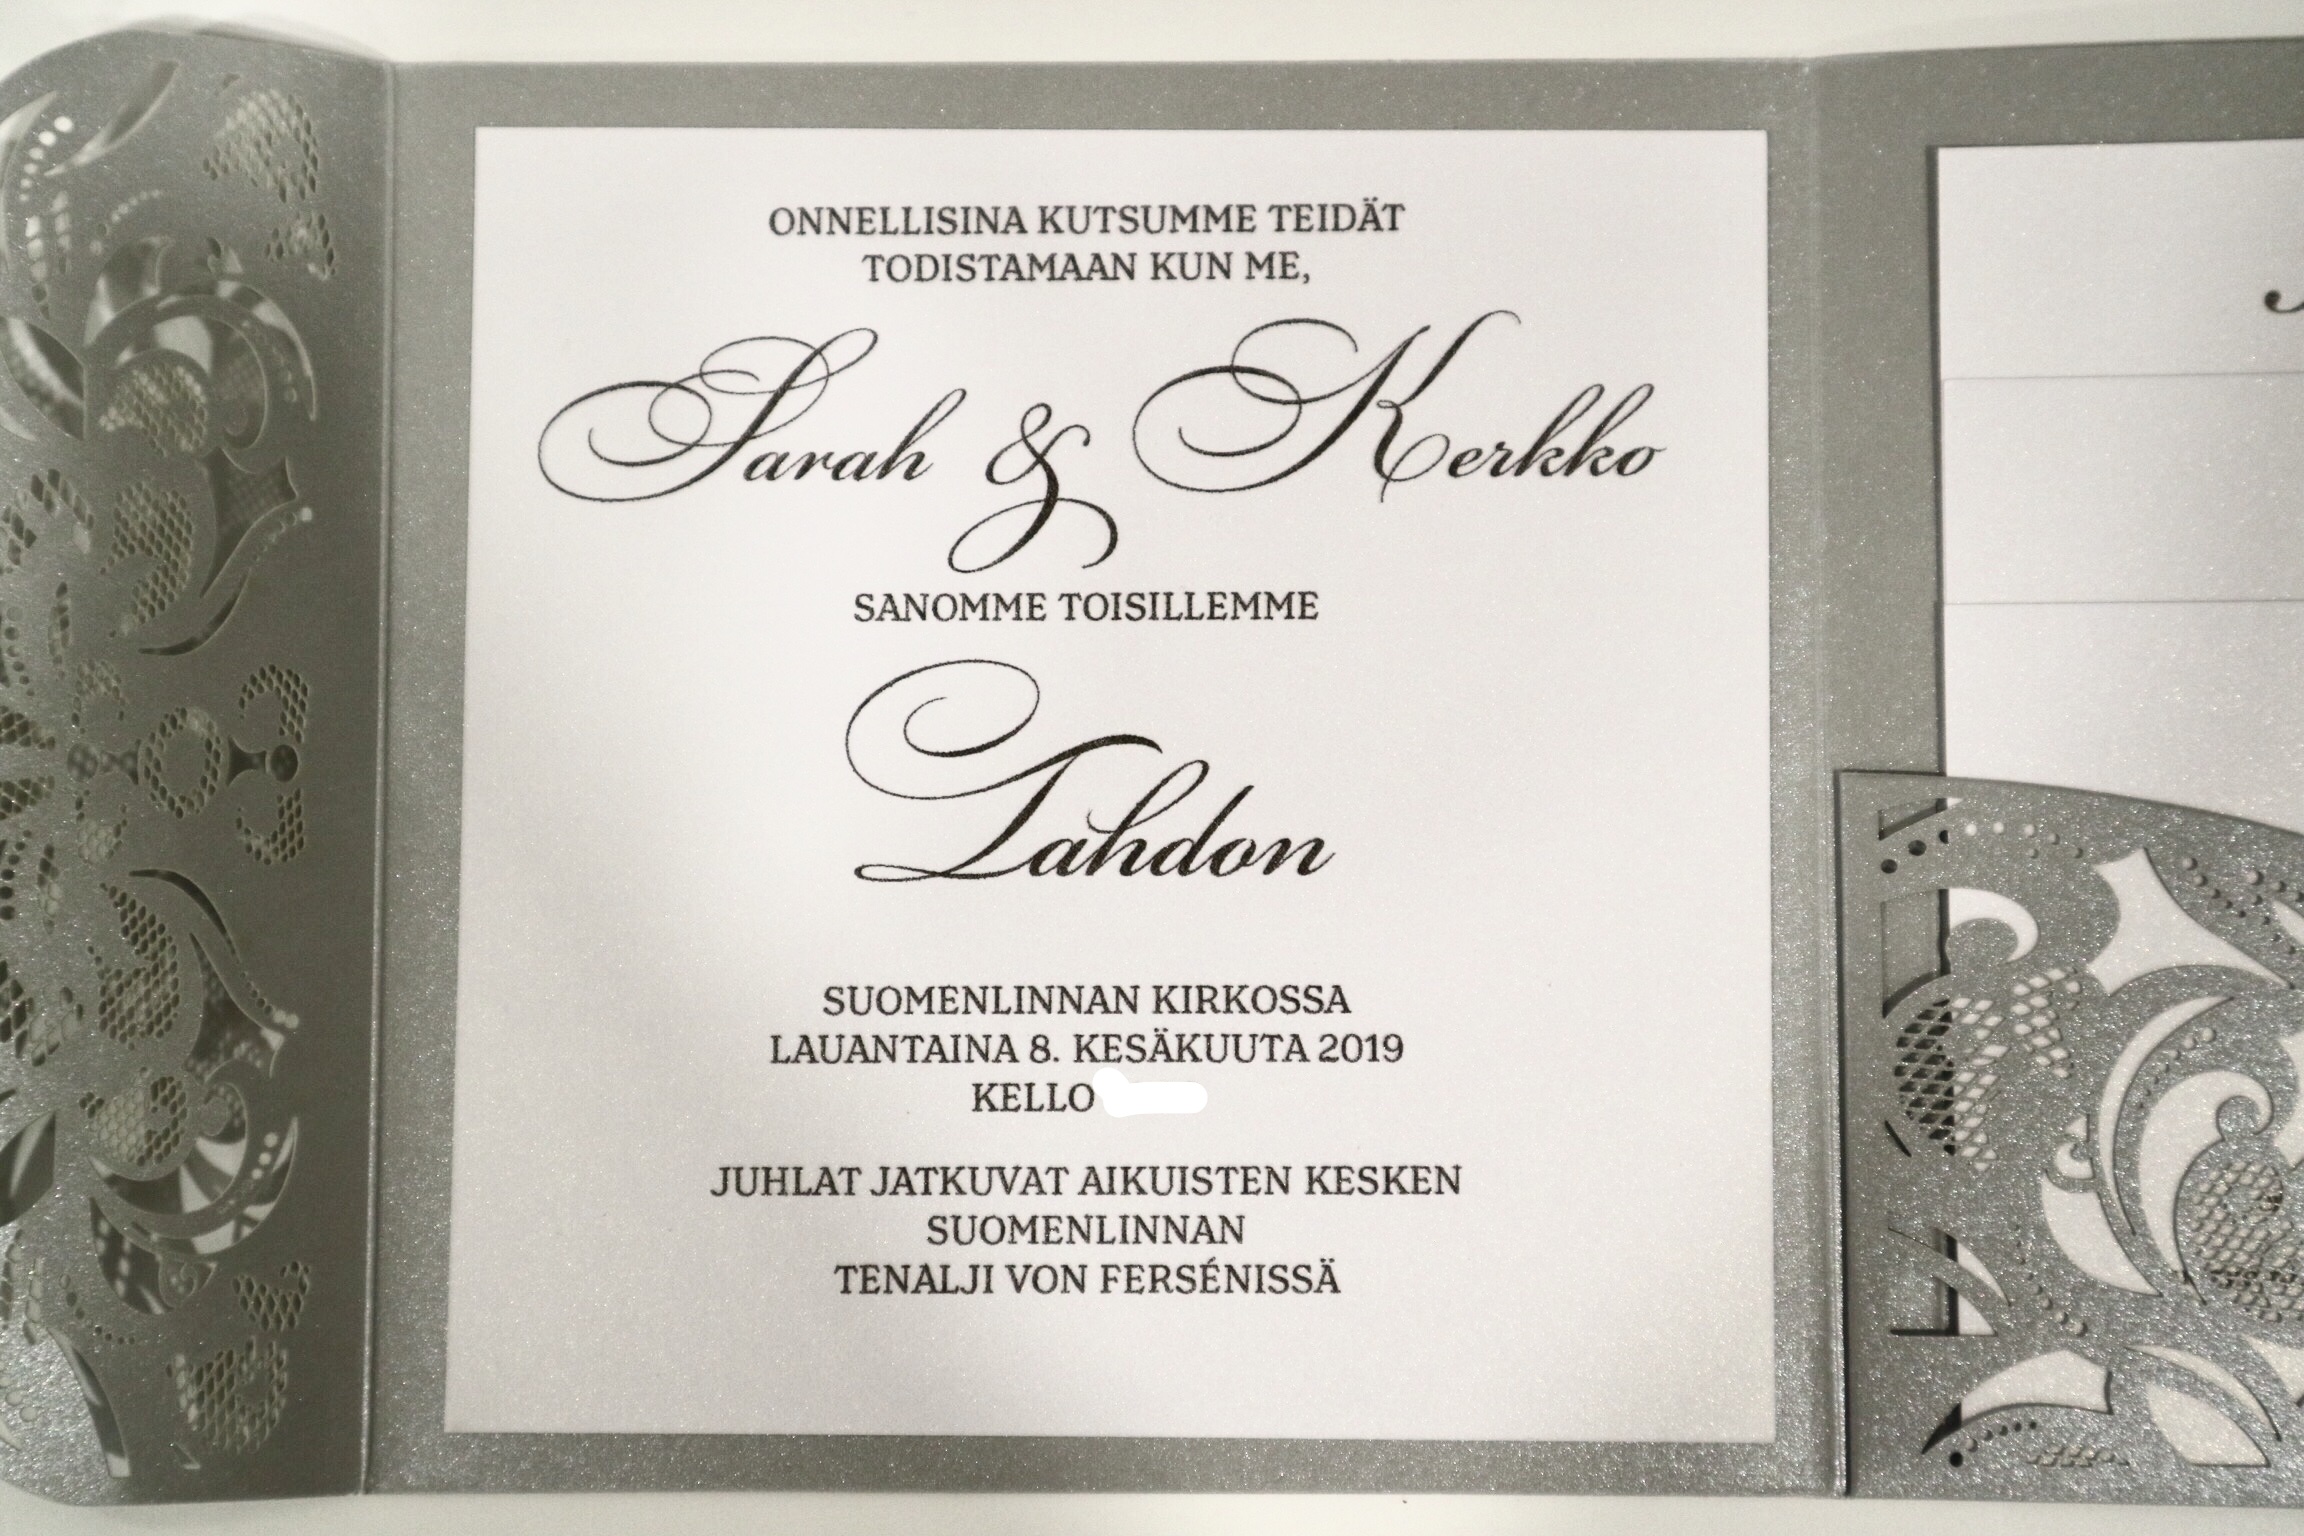 ONNELLISINA KUTSUMME TEIDÄT
TODISTAMAAN KUN ME,
Sarah & Kerkko
SANOMME TOISILLEMME
Tahdon
SUOMENLINNAN KIRKOSSA
LAUANTAINA 8. KESÄKUUTA 2019
KELLO
JUHLAT JATKUVAT AIKUISTEN KESKEN
SUOMENLINNAN
TENALJI VON FERSÉNISSÄ